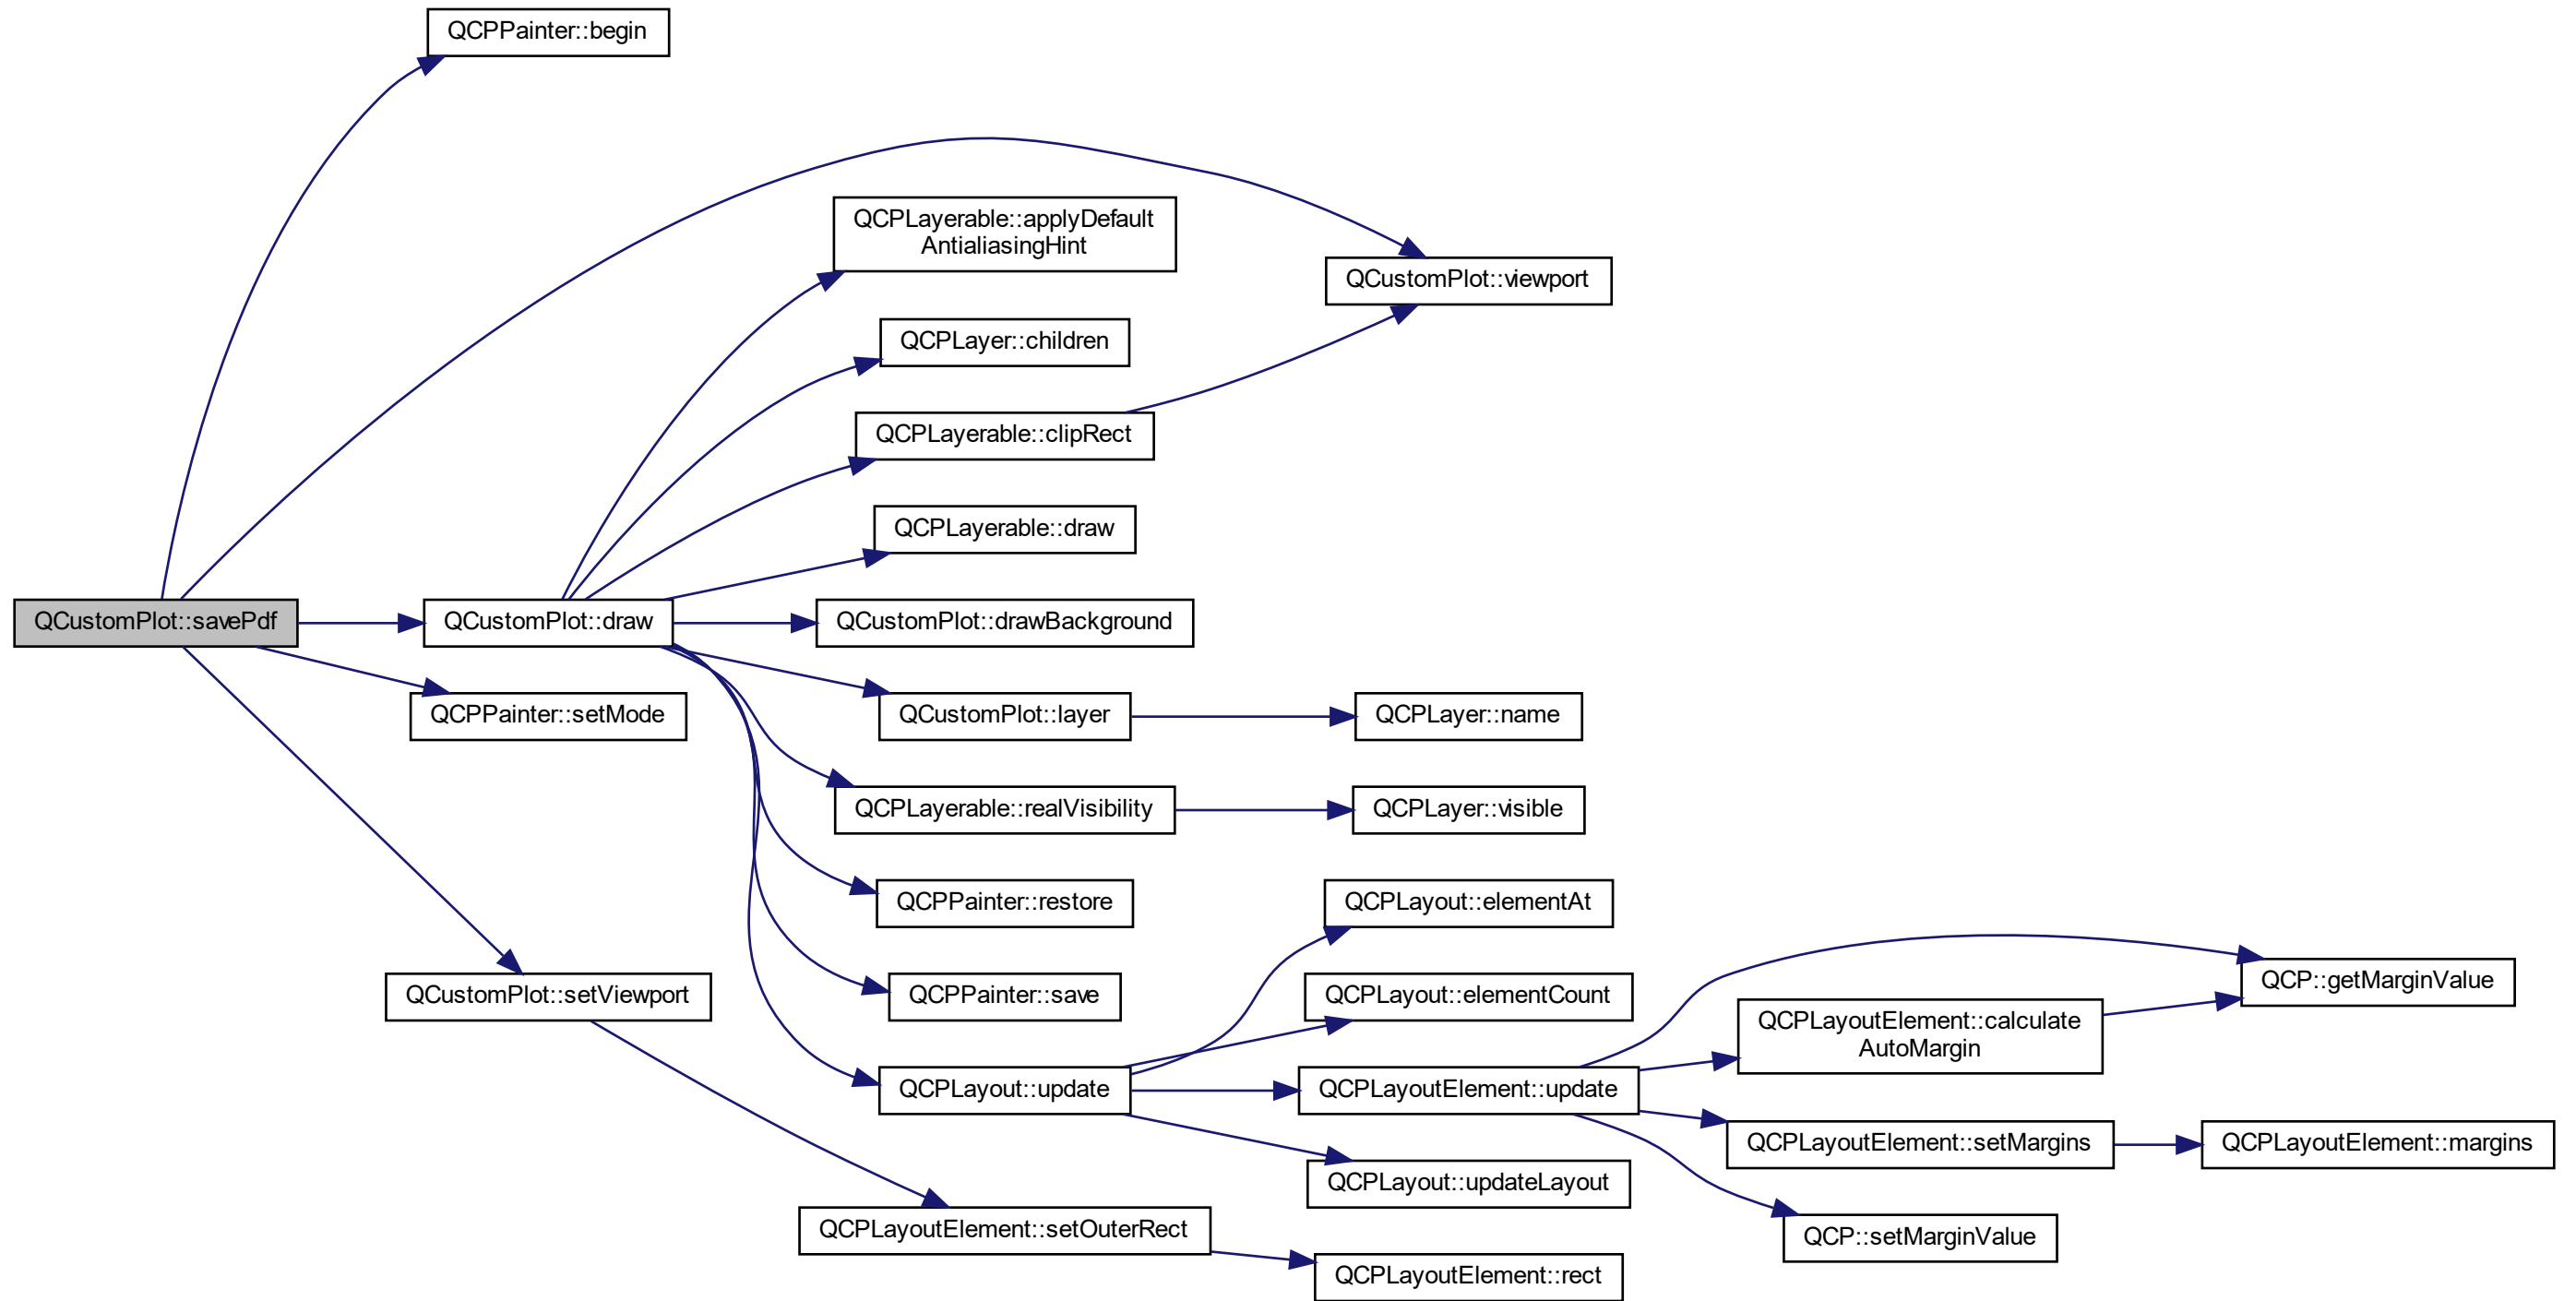 QCPPainter::begin
QCPLayerable::applyDefault
AntialiasingHint
QCustomPlot::viewport
QCPLayer::children
QCPLayerable::clipRect
QCPLayerable::draw
QCustomPlot::savePdf
QCustomPlot::draw
QCustomPlot::drawBackground
QCPPainter::setMode
QCustomPlot::layer
QCPLayer::name
QCPLayerable::realVisibility
QCPLayer::visible
QCPPainter::restore
QCPLayout::elementAt
QCustomPlot::setViewport
QCPPainter::save
QCPLayout::elementCount
QCP::getMarginValue
QCPLayoutElement::calculate
AutoMargin
QCPLayout::update
QCPLayoutElement::update
QCPLayoutElement::setMargins
QCPLayoutElement::margins
QCPLayout::updateLayout
QCPLayoutElement::setOuterRect
QCP::setMarginValue
QCPLayoutElement::rect